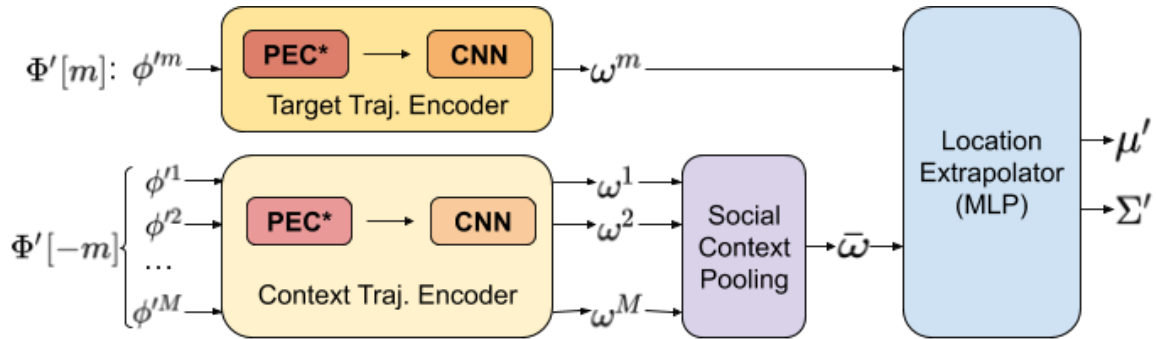 Φ′[m]: ϕ′ᵐ
PEC*
CNN
Target Traj. Encoder
ωᵐ
Φ′[−m]
ϕ′¹
ϕ′²
...
ϕ′ᴹ
PEC*
CNN
Context Traj. Encoder
ω¹
ω²
ωᴹ
Social
Context
Pooling
ω̄
Location
Extrapolator
(MLP)
μ′
Σ′